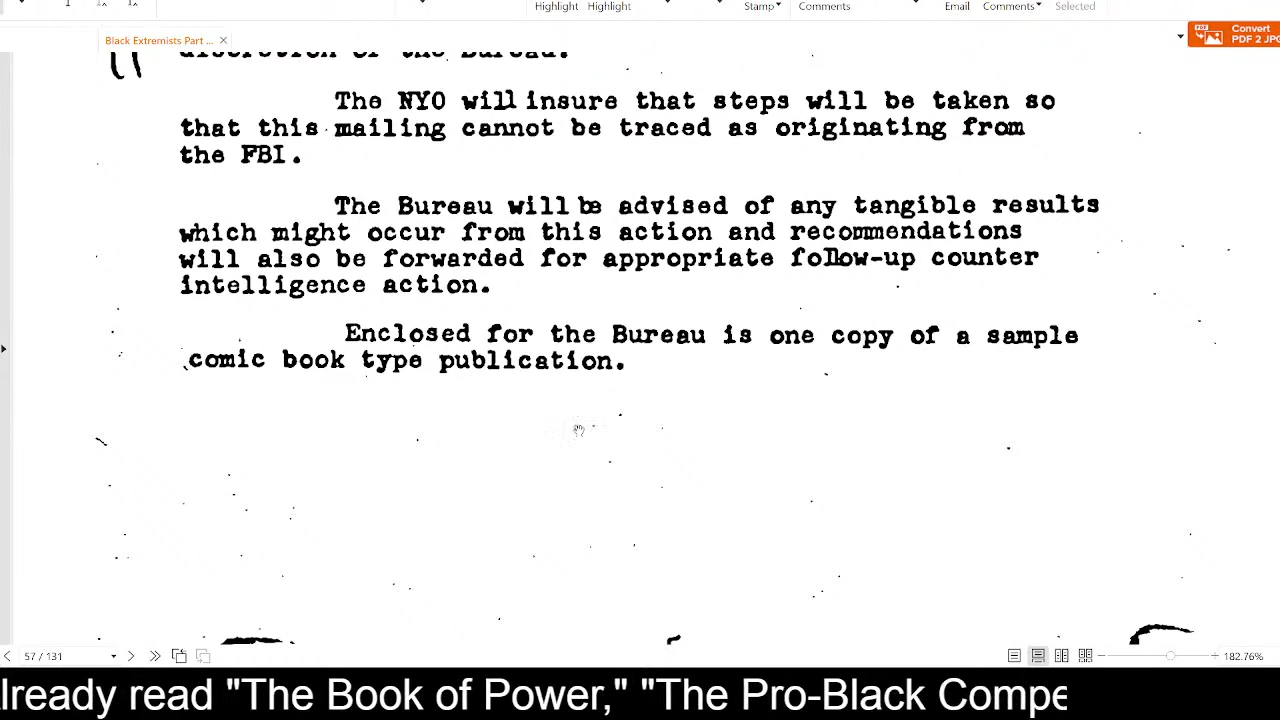 Highlight Highlight Stamp Comments Email Comments Selected
Black Extremists Part ...
Convert
PDF 2 JPG
discretion of the Bureau.
The NYO will insure that steps will be taken so
that this mailing cannot be traced as originating from
the FBI.
The Bureau will be advised of any tangible results
which might occur from this action and recommendations
will also be forwarded for appropriate follow-up counter
intelligence action.
Enclosed for the Bureau is one copy of a sample
comic book type publication.
57 / 131
182.76%
lready read "The Book of Power," "The Pro-Black Compe